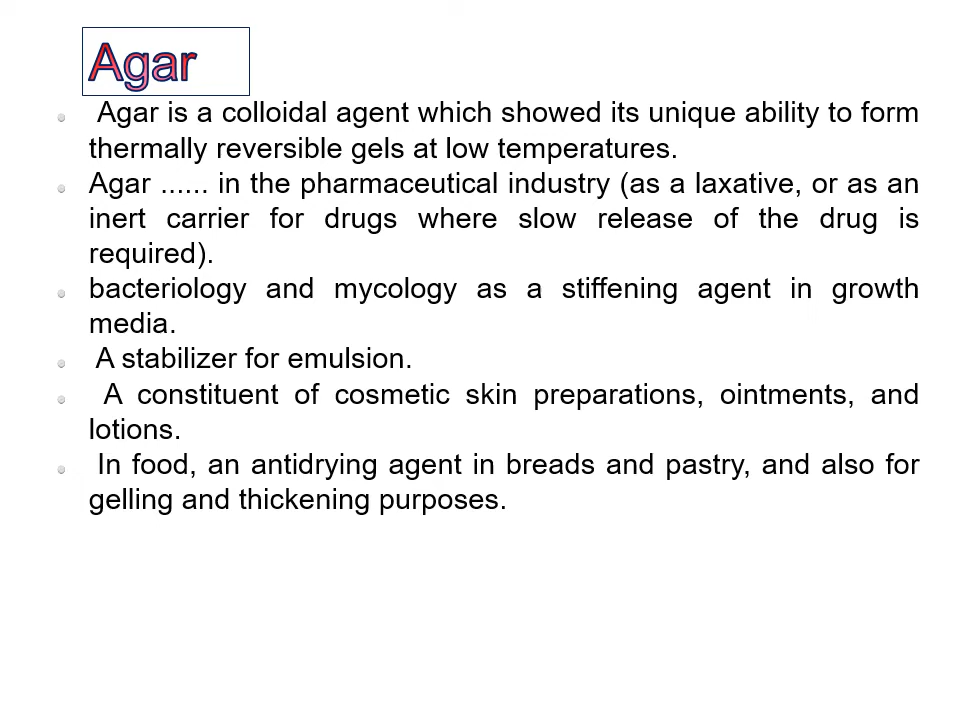 Agar
Agar is a colloidal agent which showed its unique ability to form
thermally reversible gels at low temperatures.
Agar ...... in the pharmaceutical industry (as a laxative, or as an
inert carrier for drugs where slow release of the drug is
required).
bacteriology and mycology as a stiffening agent in growth
media.
A stabilizer for emulsion.
A constituent of cosmetic skin preparations, ointments, and
lotions.
In food, an antidrying agent in breads and pastry, and also for
gelling and thickening purposes.